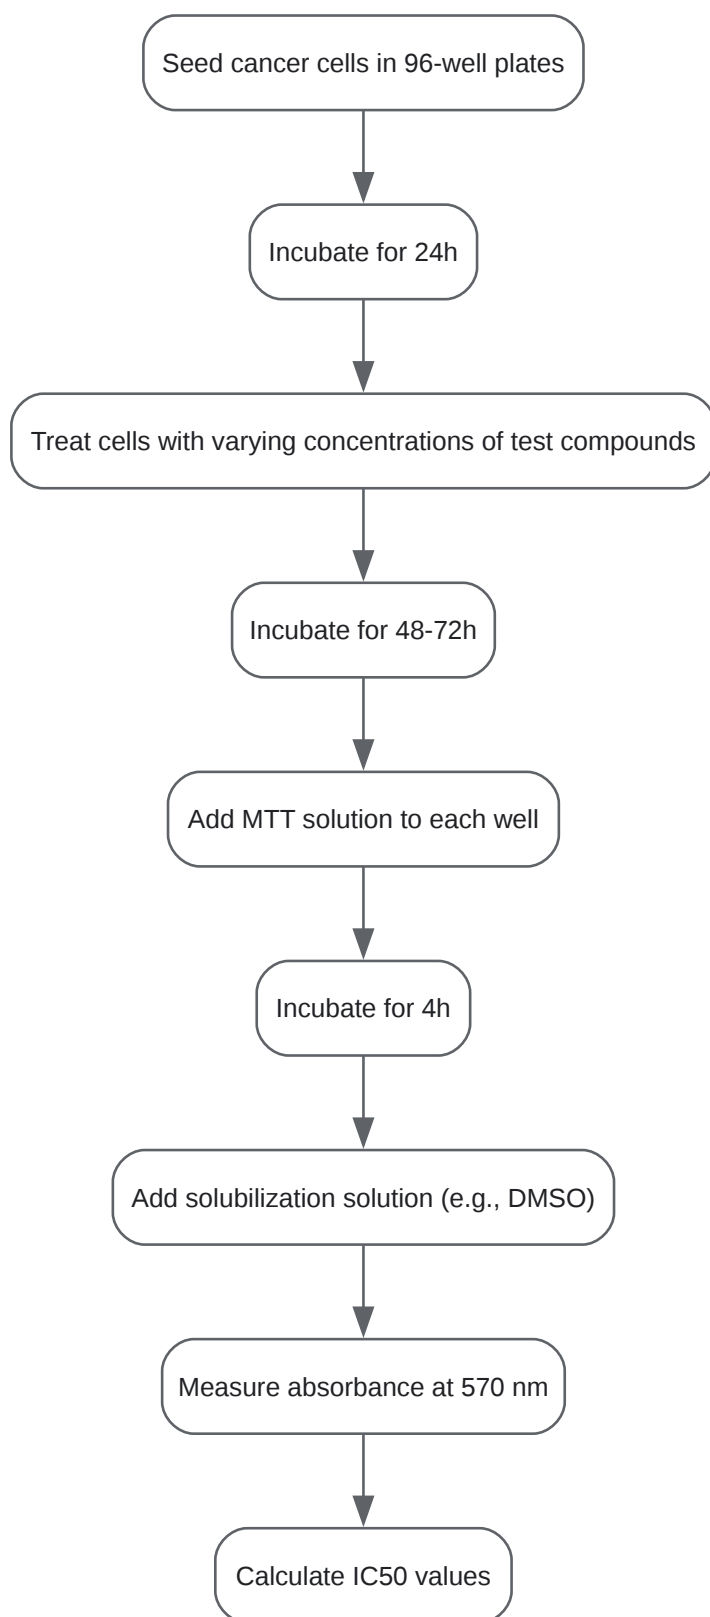 Seed cancer cells in 96-well plates
Incubate for 24h
Treat cells with varying concentrations of test compounds
Incubate for 48-72h
Add MTT solution to each well
Incubate for 4h
Add solubilization solution (e.g., DMSO)
Measure absorbance at 570 nm
Calculate IC50 values